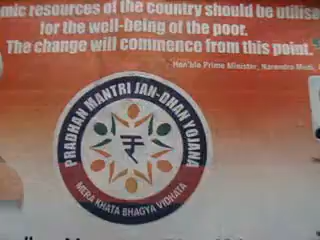 mic resources of the country should be utilise
for the well-being of the poor.
The change will commence from this point.
- Hon'ble Prime Minister, Narendra Modi,
PRADHAN MANTRI JAN-DHAN YOJANA
₹
MERA KHATA BHAGYA VIDHATA